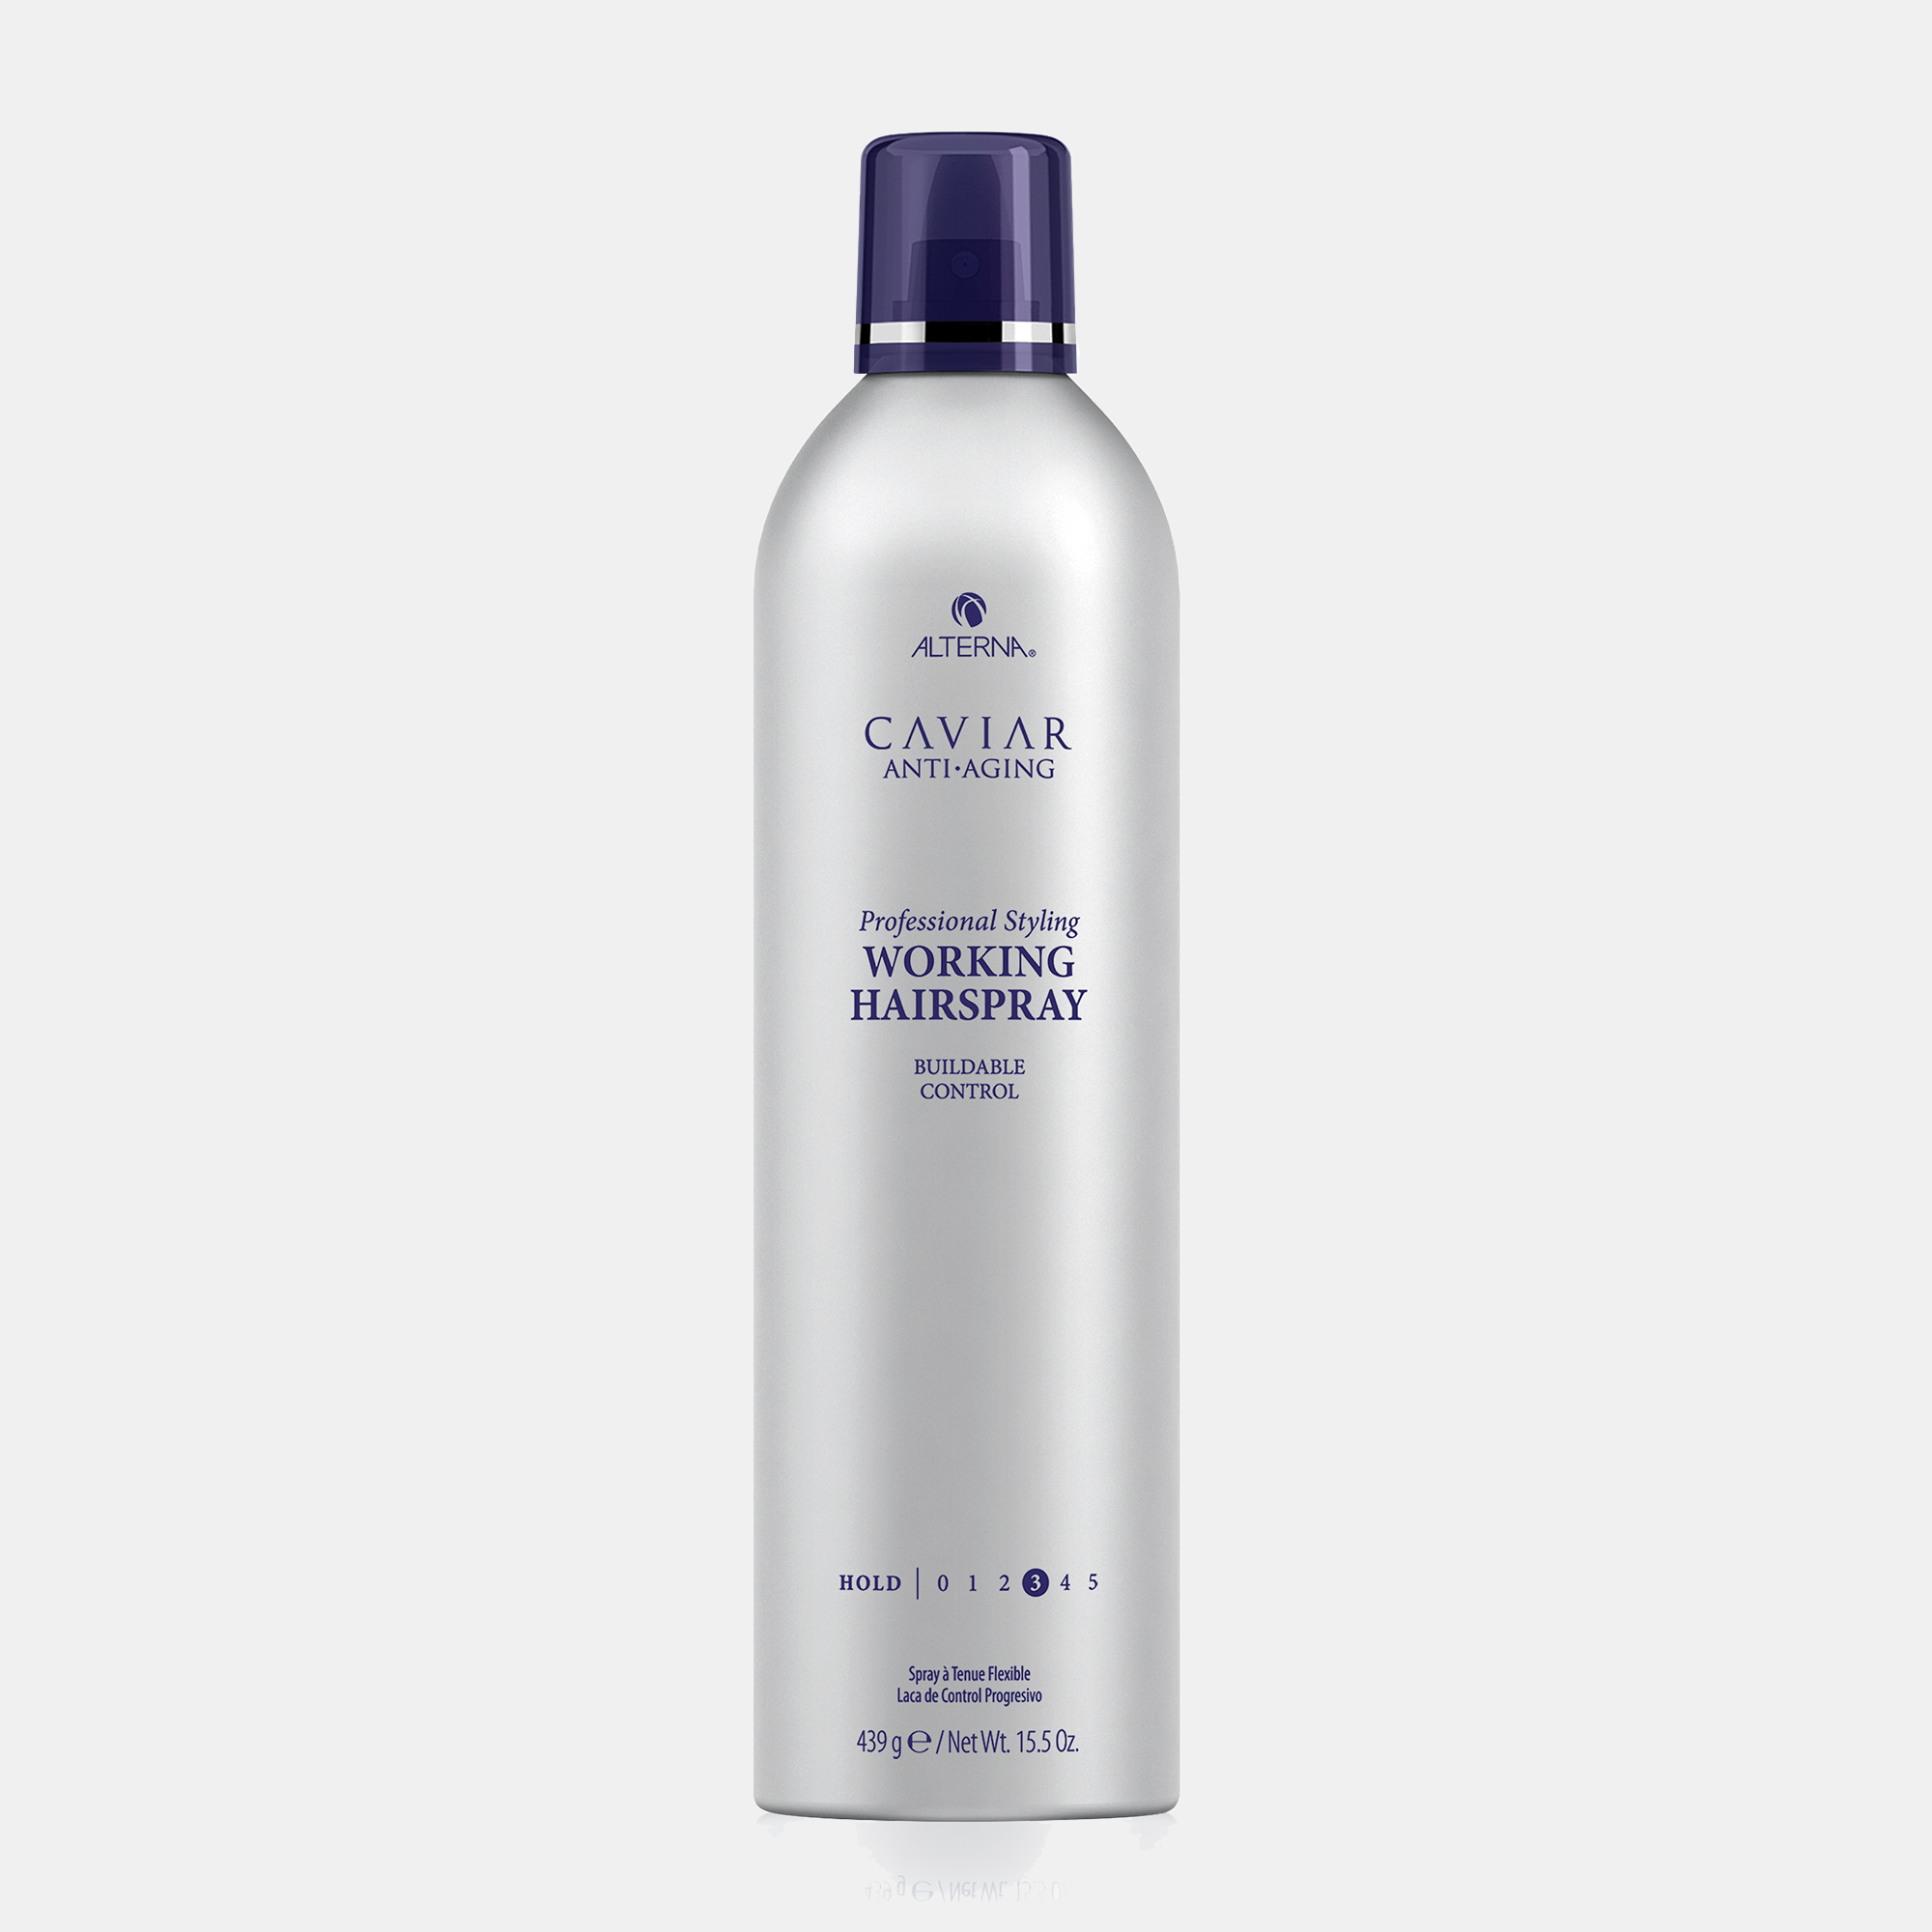 ALTERNA®
CAVIAR
ANTI•AGING
Professional Styling
WORKING
HAIRSPRAY
BUILDABLE
CONTROL
HOLD | 0 1 2 3 4 5
Spray à Tenue Flexible
Laca de Control Progresivo
439 g ℮ / Net Wt. 15.5 Oz.